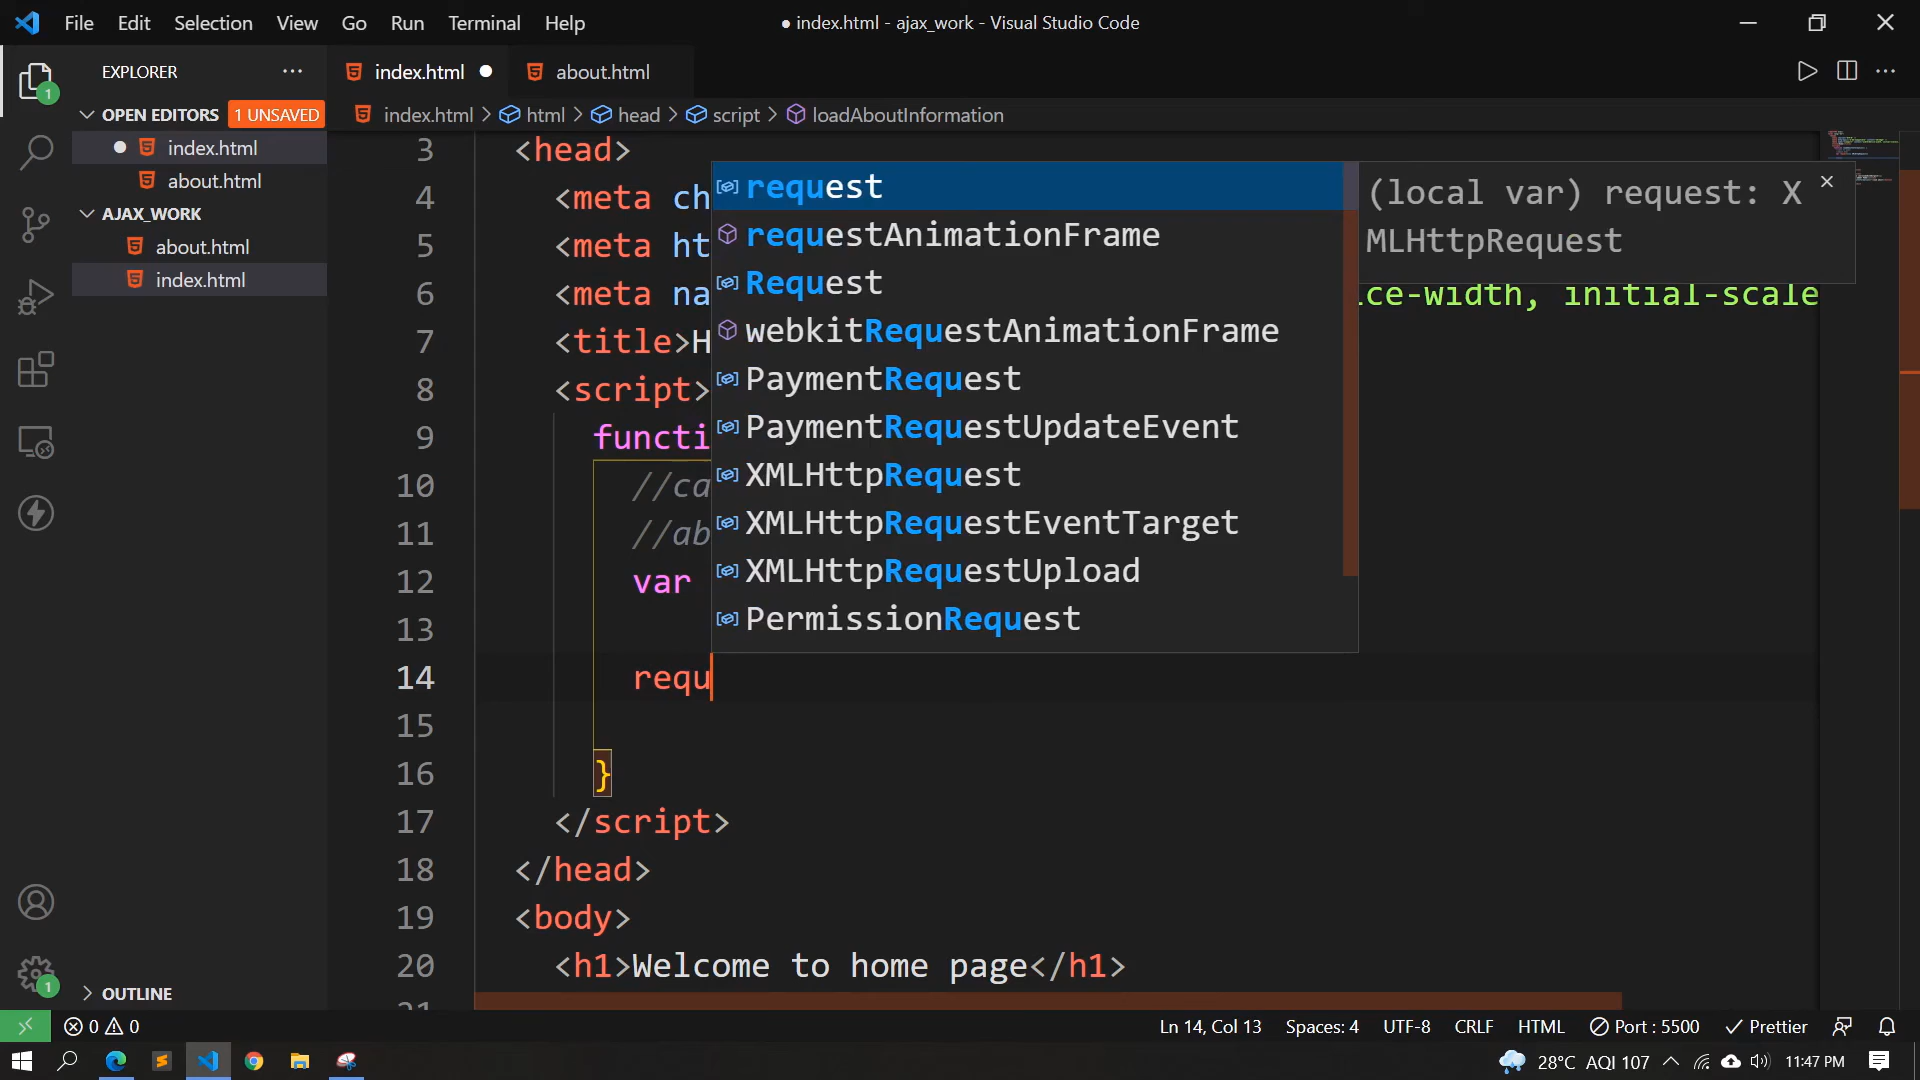 File Edit Selection View Go Run Terminal Help
● index.html - ajax_work - Visual Studio Code
EXPLORER
index.html
about.html
OPEN EDITORS 1 UNSAVED
index.html > html > head > script > loadAboutInformation
index.html
about.html
AJAX_WORK
about.html
index.html
OUTLINE
3 <head>
4 <meta ch
5 <meta ht
6 <meta na ice-width, initial-scale
7 <title>H
8 <script>
9 functi
10 //ca
11 //ab
12 var
13
14 requ
15
16 }
17 </script>
18 </head>
19 <body>
20 <h1>Welcome to home page</h1>
21
request
requestAnimationFrame
Request
webkitRequestAnimationFrame
PaymentRequest
PaymentRequestUpdateEvent
XMLHttpRequest
XMLHttpRequestEventTarget
XMLHttpRequestUpload
PermissionRequest
(local var) request: X
MLHttpRequest
1
1
0 0
Ln 14, Col 13 Spaces: 4 UTF-8 CRLF HTML Port : 5500 Prettier
28°C AQI 107 11:47 PM